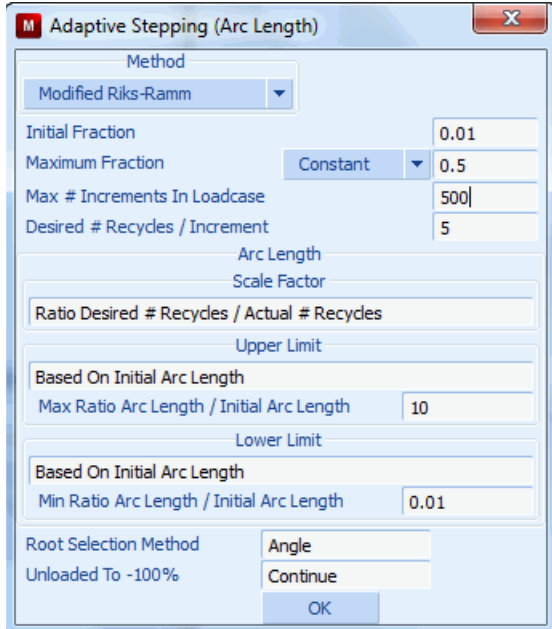 M Adaptive Stepping (Arc Length)
Method
Modified Riks-Ramm
Initial Fraction 0.01
Maximum Fraction Constant 0.5
Max # Increments In Loadcase 500
Desired # Recycles / Increment 5
Arc Length
Scale Factor
Ratio Desired # Recycles / Actual # Recycles
Upper Limit
Based On Initial Arc Length
Max Ratio Arc Length / Initial Arc Length 10
Lower Limit
Based On Initial Arc Length
Min Ratio Arc Length / Initial Arc Length 0.01
Root Selection Method Angle
Unloaded To -100% Continue
OK